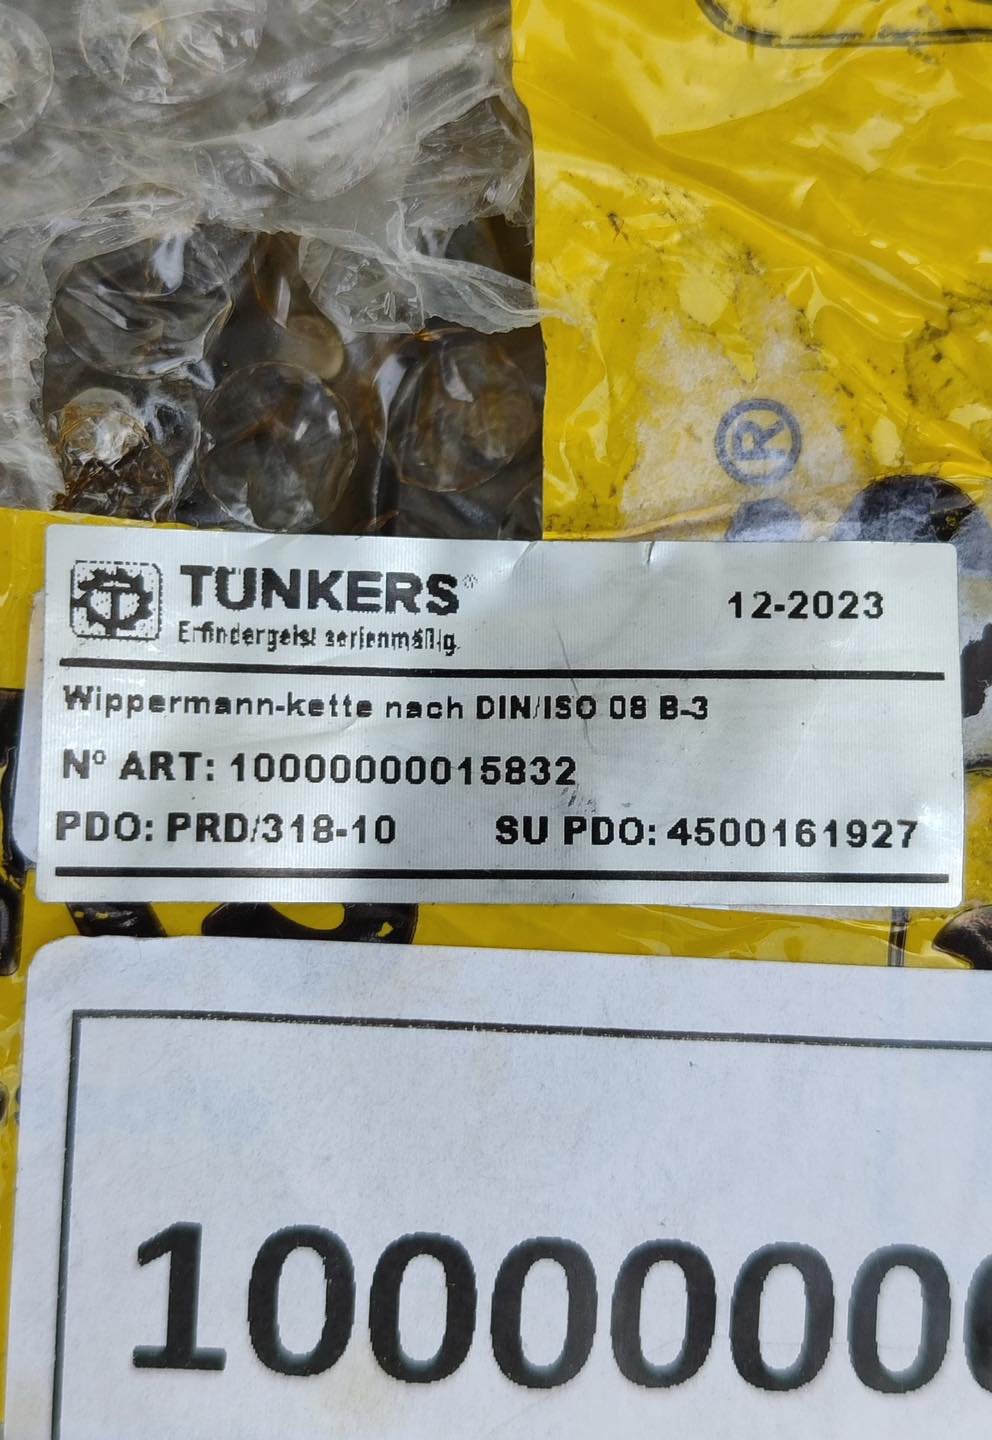 ®
TÜNKERS®
12-2023
Erfindergeist serienmäßig.
Wippermann-kette nach DIN/ISO 08 B-3
Nº ART: 10000000015832
PDO: PRD/318-10 SU PDO: 4500161927
1000000